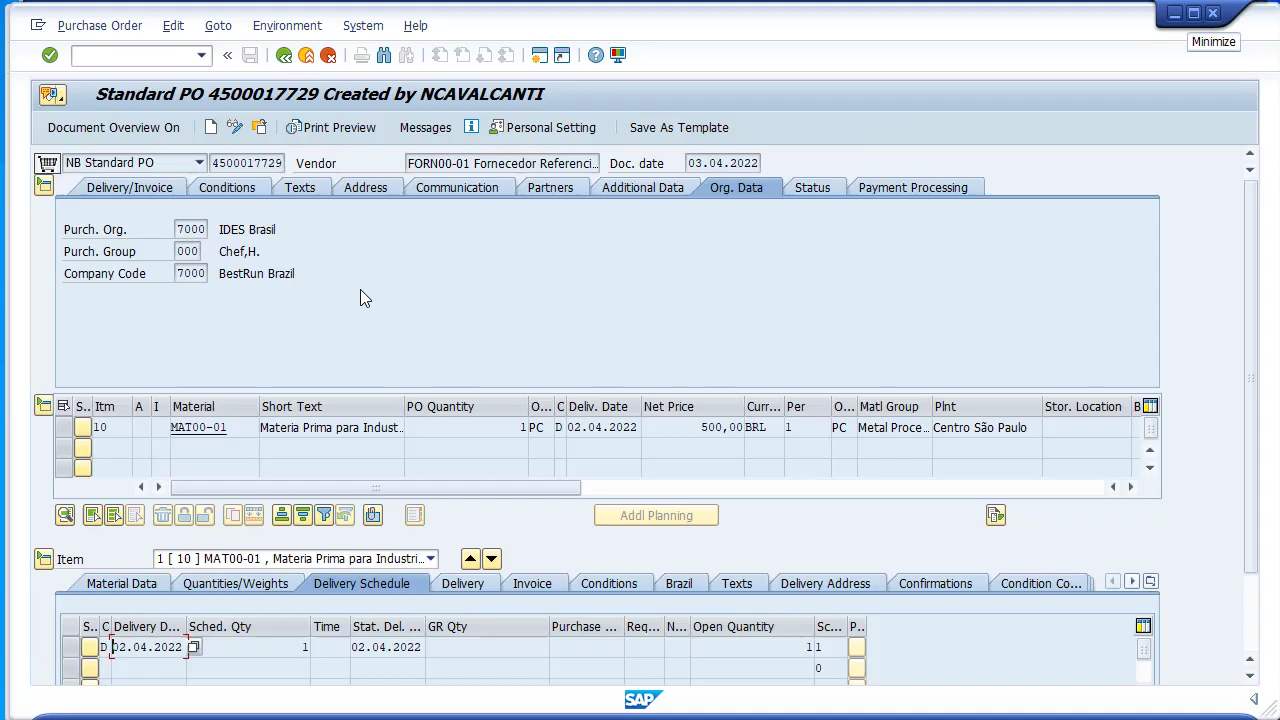 Minimize
Purchase Order Edit Goto Environment System Help
Standard PO 4500017729 Created by NCAVALCANTI
Document Overview On Print Preview Messages Personal Setting Save As Template
NB Standard PO 4500017729 Vendor FORN00-01 Fornecedor Referenci... Doc. date 03.04.2022
Delivery/Invoice Conditions Texts Address Communication Partners Additional Data Org. Data Status Payment Processing
Purch. Org. 7000 IDES Brasil
Purch. Group 000 Chef,H.
Company Code 7000 BestRun Brazil
S.. Itm A I Material Short Text PO Quantity O... C Deliv. Date Net Price Curr... Per O... Matl Group Plnt Stor. Location B
10 MAT00-01 Materia Prima para Indust... 1 PC D 02.04.2022 500,00 BRL 1 PC Metal Proce... Centro São Paulo
Addl Planning
Item 1 [ 10 ] MAT00-01 , Materia Prima para Industri...
Material Data Quantities/Weights Delivery Schedule Delivery Invoice Conditions Brazil Texts Delivery Address Confirmations Condition Co...
S.. C Delivery D... Sched. Qty Time Stat. Del. ... GR Qty Purchase ... Req... N... Open Quantity Sc... P..
D 02.04.2022 1 02.04.2022 1 1
0
SAP